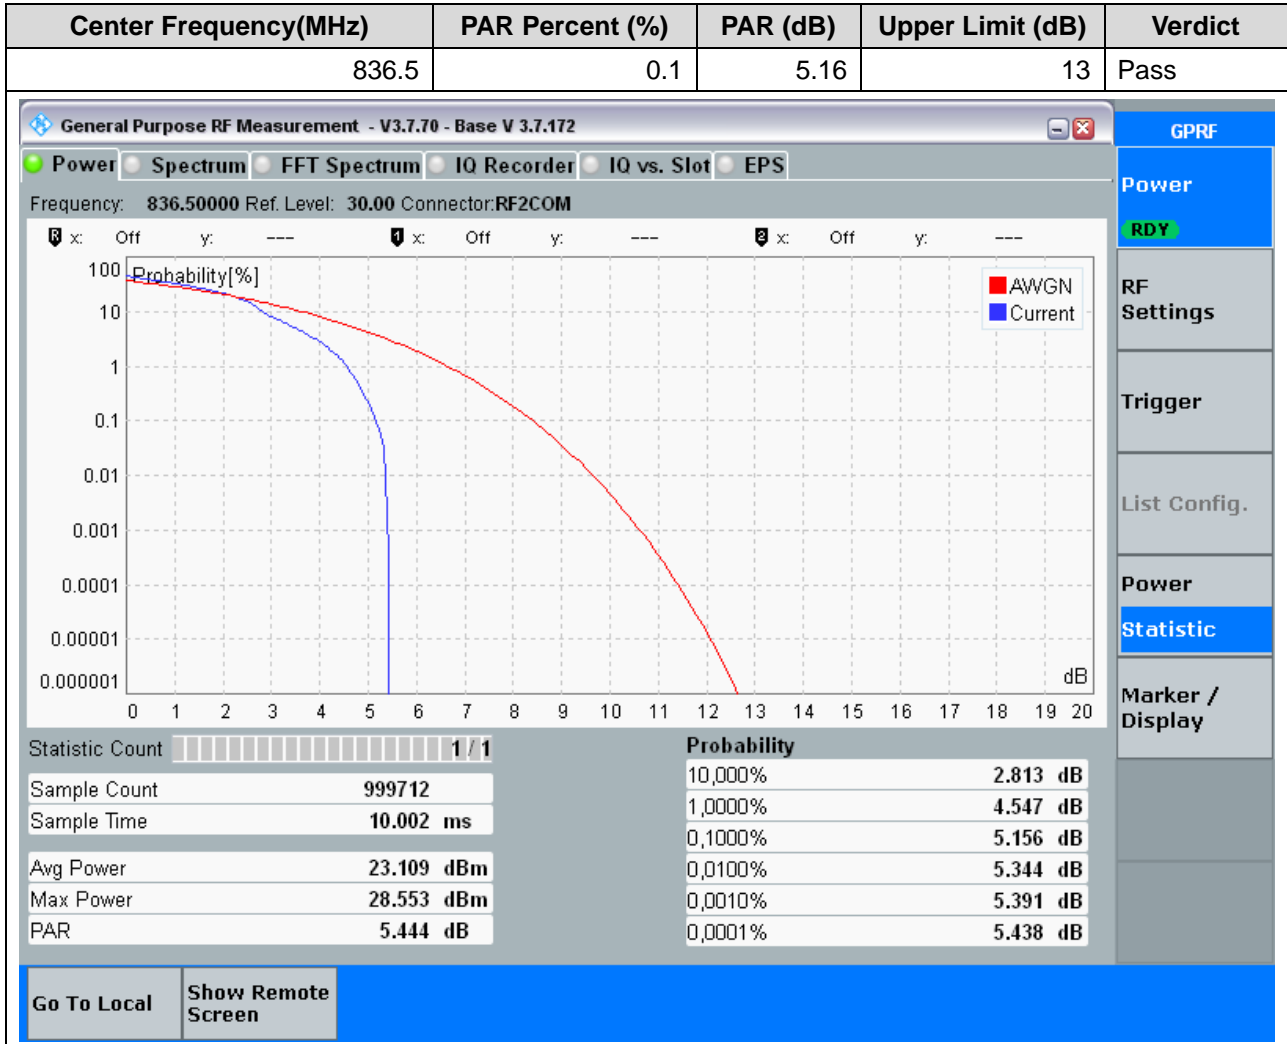 Center Frequency(MHz) PAR Percent (%) PAR (dB) Upper Limit (dB) Verdict
836.5 0.1 5.16 13 Pass
General Purpose RF Measurement - V3.7.70 - Base V 3.7.172
GPRF
Power Spectrum FFT Spectrum IQ Recorder IQ vs. Slot EPS
Frequency: 836.50000 Ref. Level: 30.00 Connector:RF2COM
Power
RDY
R x: Off y: --- 1 x: Off y: --- 2 x: Off y: ---
Probability[%]
AWGN
Current
100
10
1
0.1
0.01
0.001
0.0001
0.00001
0.000001
dB
0 1 2 3 4 5 6 7 8 9 10 11 12 13 14 15 16 17 18 19 20
RF
Settings
Trigger
List Config.
Power
Statistic
Marker /
Display
Statistic Count 1 / 1
Sample Count 999712
Sample Time 10.002 ms
Avg Power 23.109 dBm
Max Power 28.553 dBm
PAR 5.444 dB
Probability
10,000% 2.813 dB
1,0000% 4.547 dB
0,1000% 5.156 dB
0,0100% 5.344 dB
0,0010% 5.391 dB
0,0001% 5.438 dB
Go To Local
Show Remote
Screen